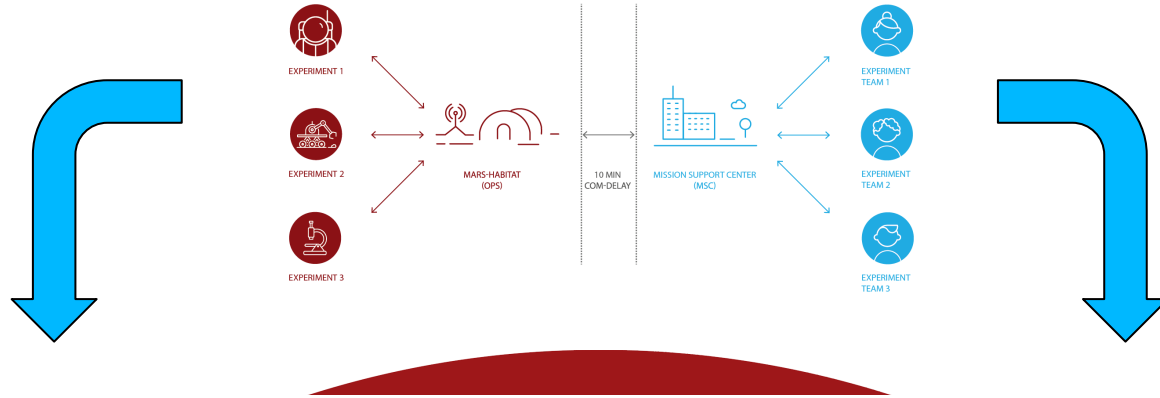 EXPERIMENT 1
EXPERIMENT 2
EXPERIMENT 3
MARS-HABITAT
(OPS)
10 MIN
COM-DELAY
MISSION SUPPORT CENTER
(MSC)
EXPERIMENT
TEAM 1
EXPERIMENT
TEAM 2
EXPERIMENT
TEAM 3